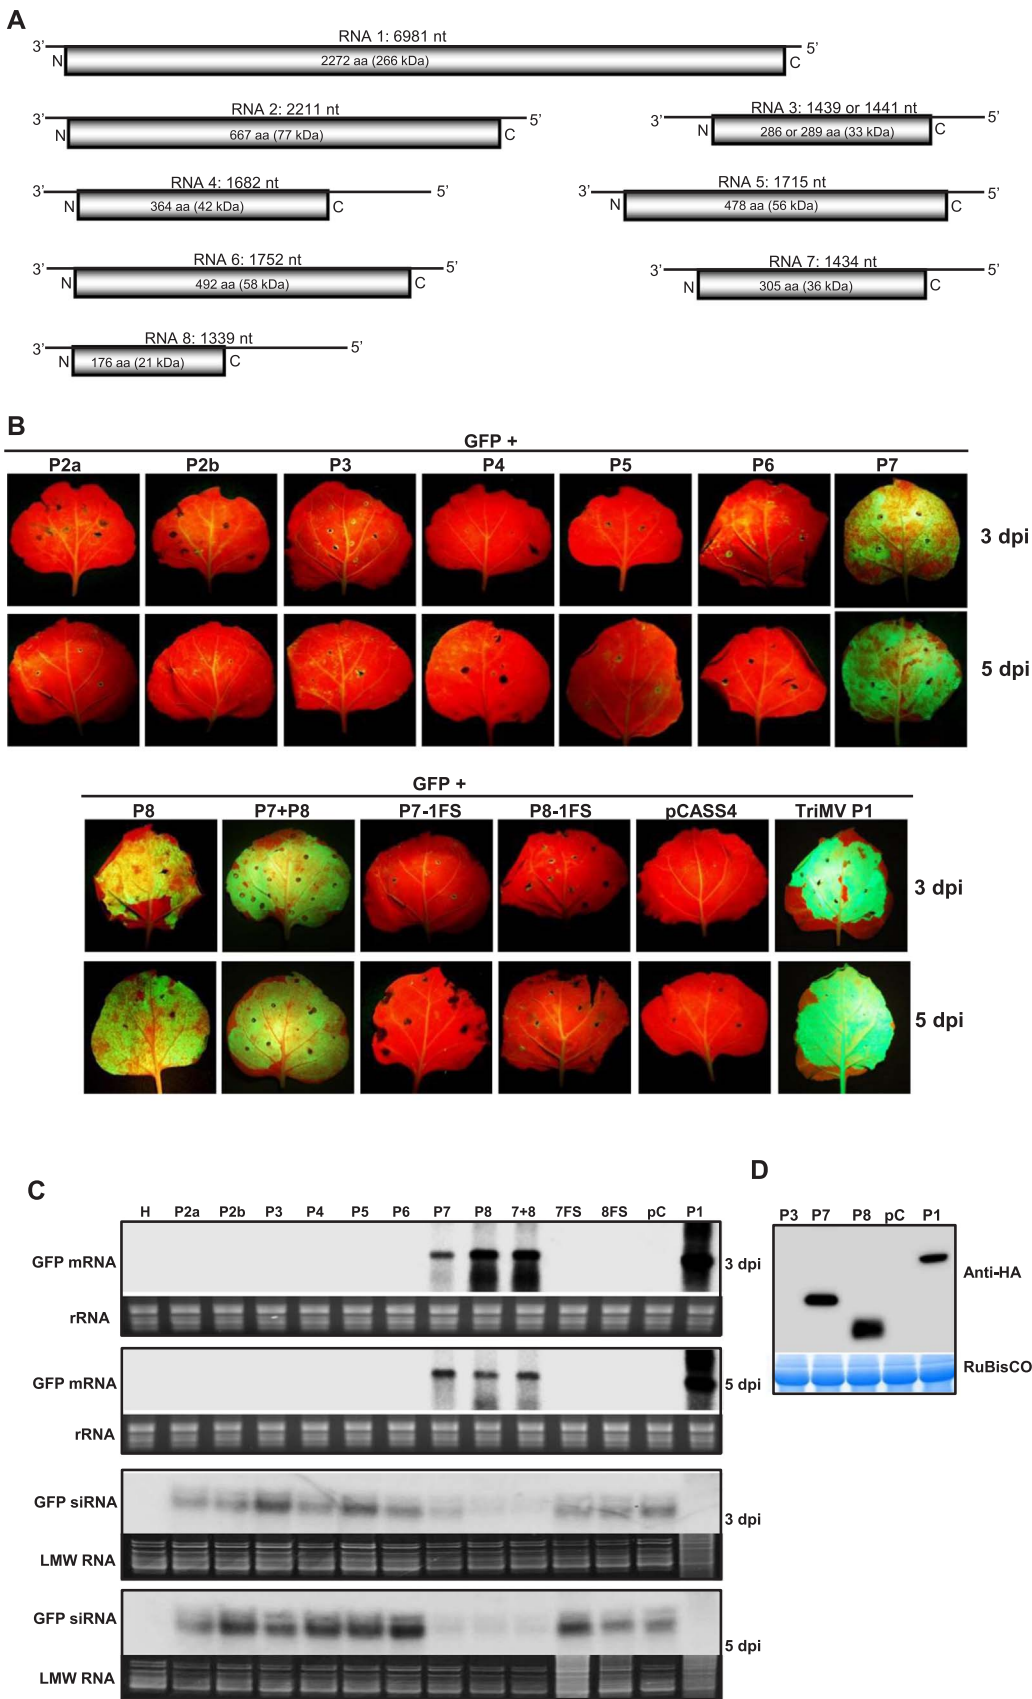 A
RNA 1: 6981 nt
3’ 5’
N 2272 aa (266 kDa) C
RNA 2: 2211 nt
3’ 5’
N 667 aa (77 kDa) C
RNA 3: 1439 or 1441 nt
3’ 5’
N 286 or 289 aa (33 kDa) C
RNA 4: 1682 nt
3’ 5’
N 364 aa (42 kDa) C
RNA 5: 1715 nt
3’ 5’
N 478 aa (56 kDa) C
RNA 6: 1752 nt
3’ 5’
N 492 aa (58 kDa) C
RNA 7: 1434 nt
3’ 5’
N 305 aa (36 kDa) C
RNA 8: 1339 nt
3’ 5’
N 176 aa (21 kDa) C
B
GFP +
P2a P2b P3 P4 P5 P6 P7
3 dpi
5 dpi
GFP +
P8 P7+P8 P7-1FS P8-1FS pCASS4 TriMV P1
3 dpi
5 dpi
C
H P2a P2b P3 P4 P5 P6 P7 P8 7+8 7FS 8FS pC P1
GFP mRNA 3 dpi
rRNA
GFP mRNA 5 dpi
rRNA
GFP siRNA 3 dpi
LMW RNA
GFP siRNA 5 dpi
LMW RNA
D
P3 P7 P8 pC P1
Anti-HA
RuBisCO